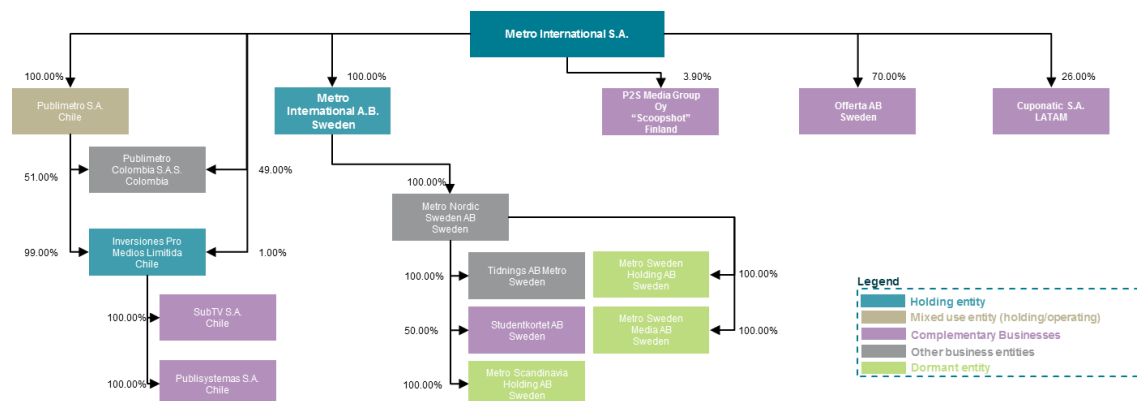 Metro International S.A.
100.00%
100.00%
3.90%
70.00%
26.00%
Publimetro S.A.
Chile
Metro
International A.B.
Sweden
P2S Media Group
Oy
“Scoopshot”
Finland
Offerta AB
Sweden
Cuponatic S.A.
LATAM
Publimetro
Colombia S.A.S.
Colombia
51.00%
49.00%
100.00%
Metro Nordic
Sweden AB
Sweden
Inversiones Pro
Medios Limitida
Chile
99.00%
1.00%
100.00%
Tidnings AB Metro
Sweden
Metro Sweden
Holding AB
Sweden
100.00%
100.00%
SubTV S.A.
Chile
50.00%
Studentkortet AB
Sweden
Metro Sweden
Media AB
Sweden
100.00%
100.00%
Publisystemas S.A.
Chile
100.00%
Metro Scandinavia
Holding AB
Sweden
Legend
Holding entity
Mixed use entity (holding/operating)
Complementary Businesses
Other business entities
Dormant entity